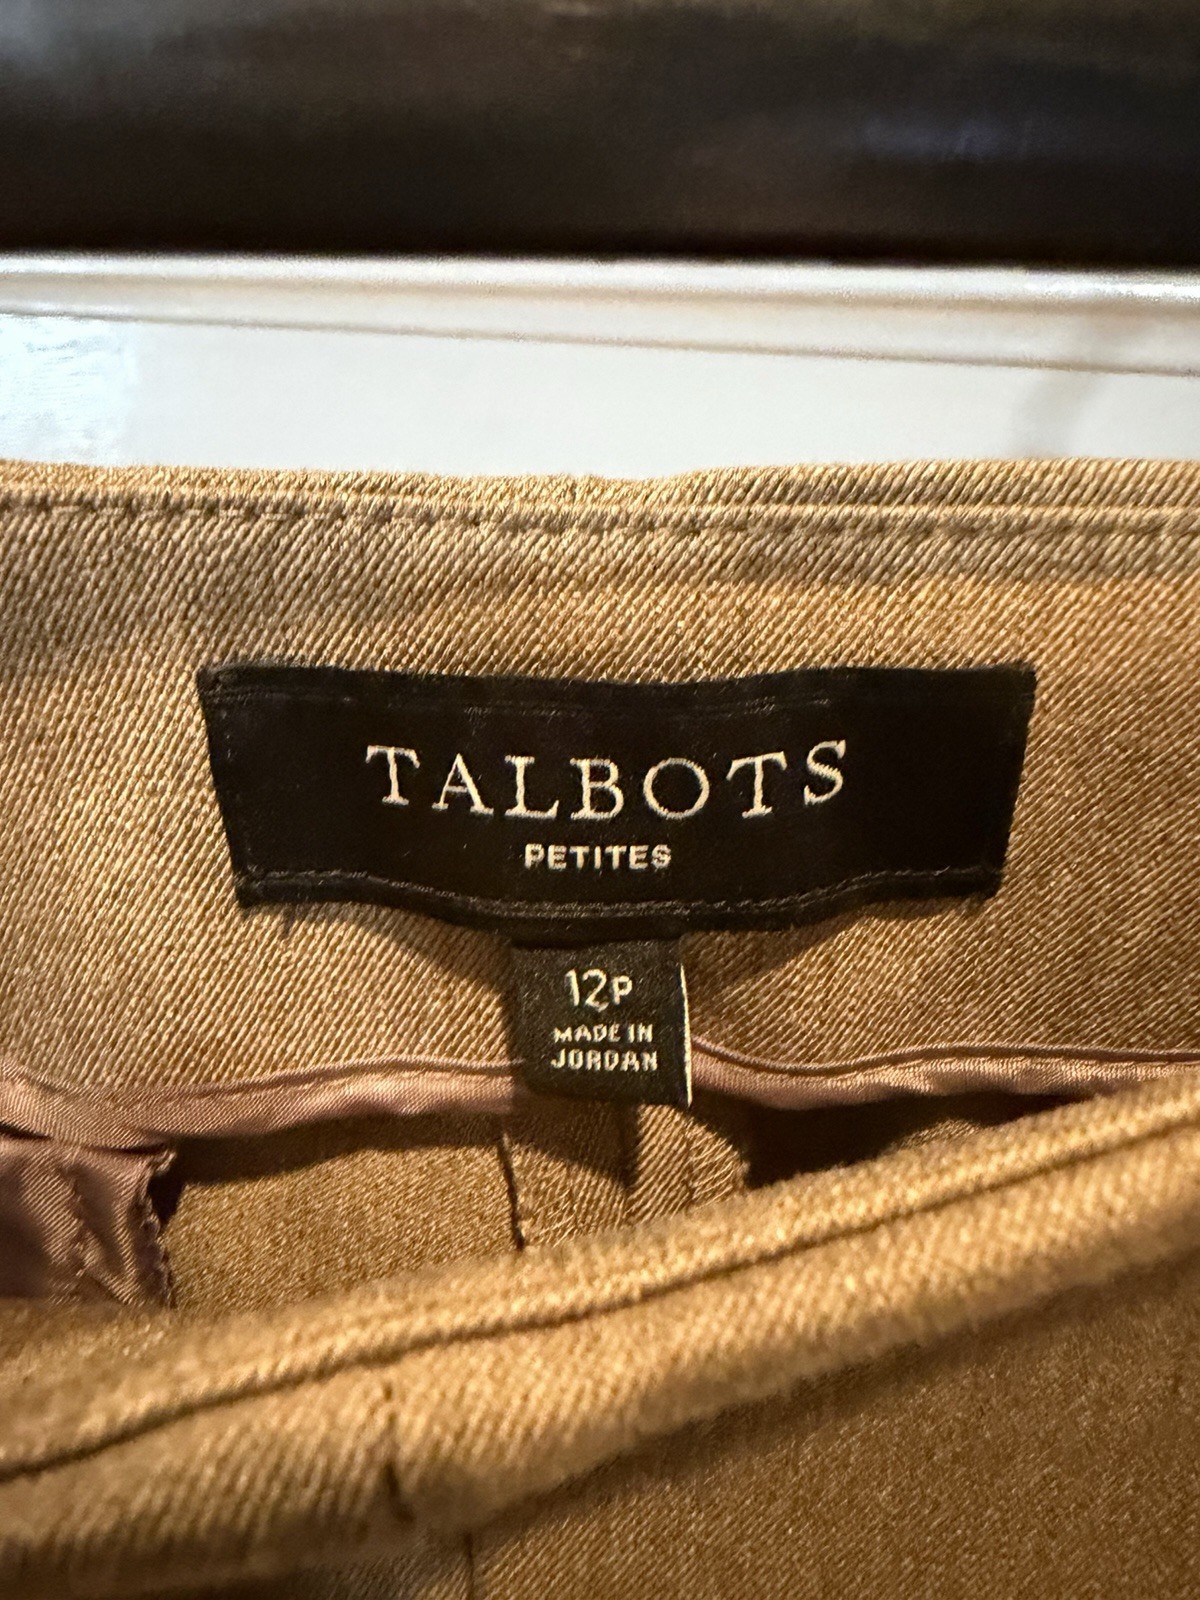 TALBOTS
PETITES
12P
MADE IN
JORDAN